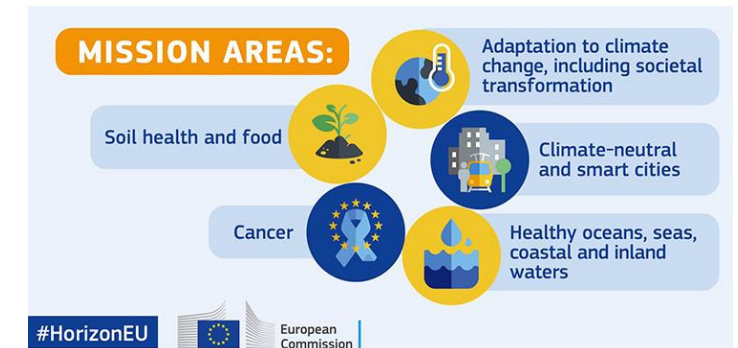 MISSION AREAS:
Adaptation to climate
change, including societal
transformation
Soil health and food
Climate-neutral
and smart cities
Cancer
Healthy oceans, seas,
coastal and inland
waters
#HorizonEU
European
Commission